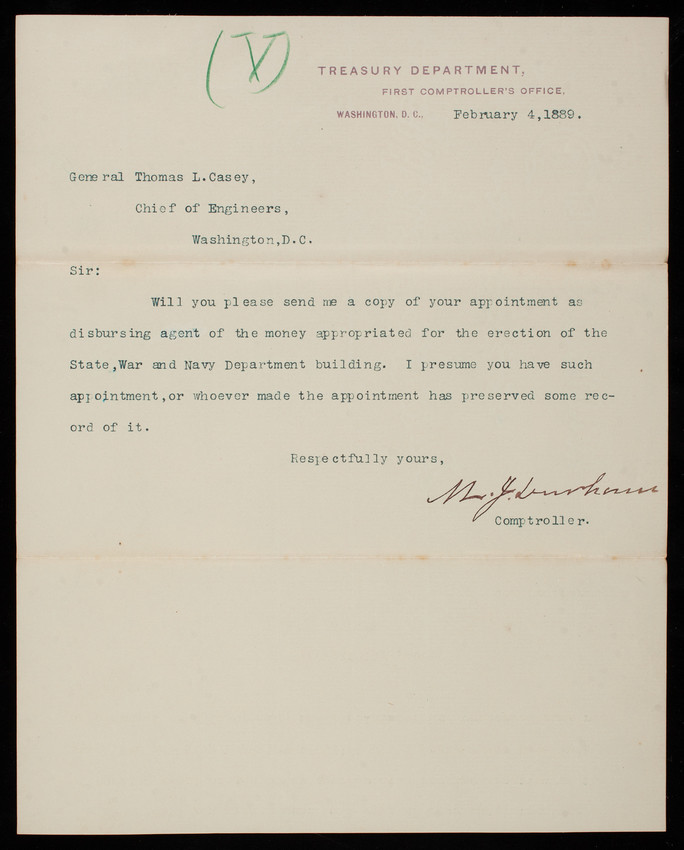 (V)
TREASURY DEPARTMENT,
FIRST COMPTROLLER'S OFFICE,
WASHINGTON, D. C., February 4,1889.
General Thomas L.Casey,
Chief of Engineers,
Washington,D.C.
Sir:
Will you please send me a copy of your appointment as
disbursing agent of the money appropriated for the erection of the
State,War and Navy Department building. I presume you have such
appointment,or whoever made the appointment has preserved some rec-
ord of it.
Respectfully yours,
M. J. Durham
Comptroller.